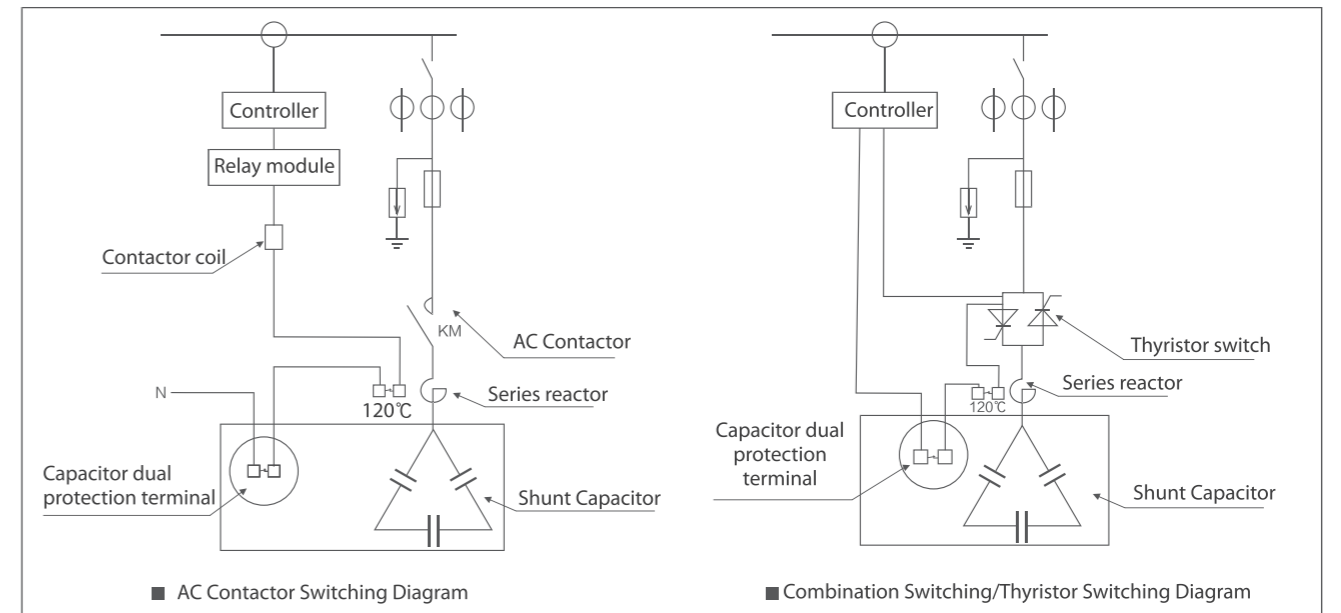 Controller
Relay module
Contactor coil
KM
AC Contactor
N
120℃
Series reactor
Capacitor dual
protection terminal
Shunt Capacitor
■ AC Contactor Switching Diagram
Controller
Thyristor switch
Series reactor
120℃
Capacitor dual
protection
terminal
Shunt Capacitor
■ Combination Switching/Thyristor Switching Diagram